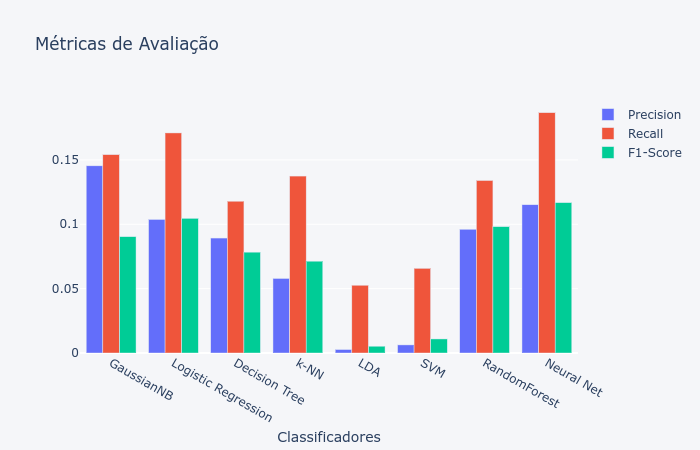 Métricas de Avaliação
Precision
Recall
F1-Score
0.15
0.1
0.05
0
GaussianNB
Logistic Regression
Decision Tree
k-NN
LDA
SVM
RandomForest
Neural Net
Classificadores